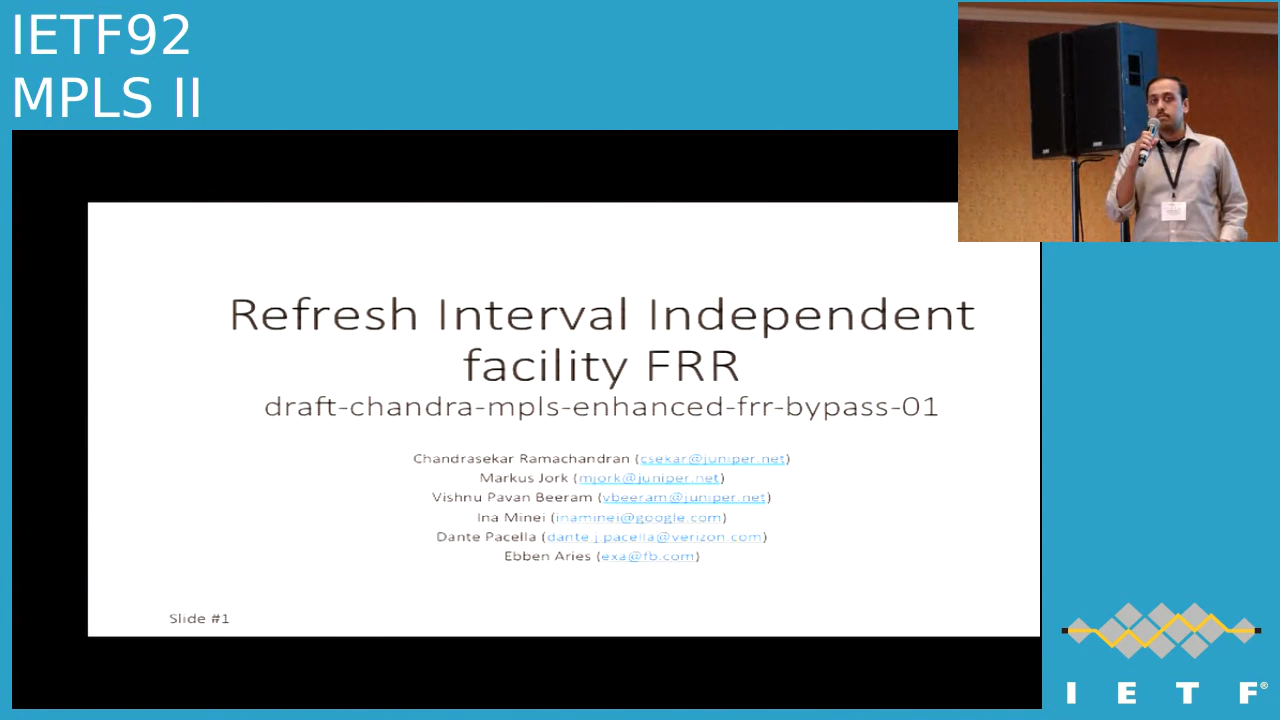 IETF92
MPLS II
Refresh Interval Independent
facility FRR
draft-chandra-mpls-enhanced-frr-bypass-01
Chandrasekar Ramachandran (csekar@juniper.net)
Markus Jork (mjork@juniper.net)
Vishnu Pavan Beeram (vbeeram@juniper.net)
Ina Minei (inaminei@google.com)
Dante Pacella (dante.j.pacella@verizon.com)
Ebben Aries (exa@fb.com)
Slide #1
I E T F®